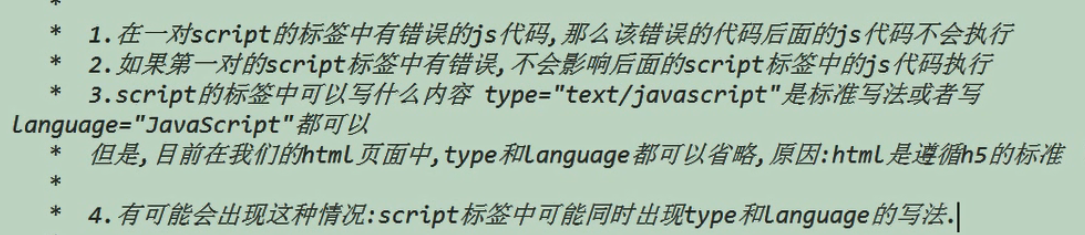 *
* 1.在一对script的标签中有错误的js代码,那么该错误的代码后面的js代码不会执行
* 2.如果第一对的script标签中有错误,不会影响后面的script标签中的js代码执行
* 3.script的标签中可以写什么内容 type="text/javascript"是标准写法或者写
language="JavaScript"都可以
* 但是,目前在我们的html页面中,type和language都可以省略,原因:html是遵循h5的标准
*
* 4.有可能会出现这种情况:script标签中可能同时出现type和language的写法.